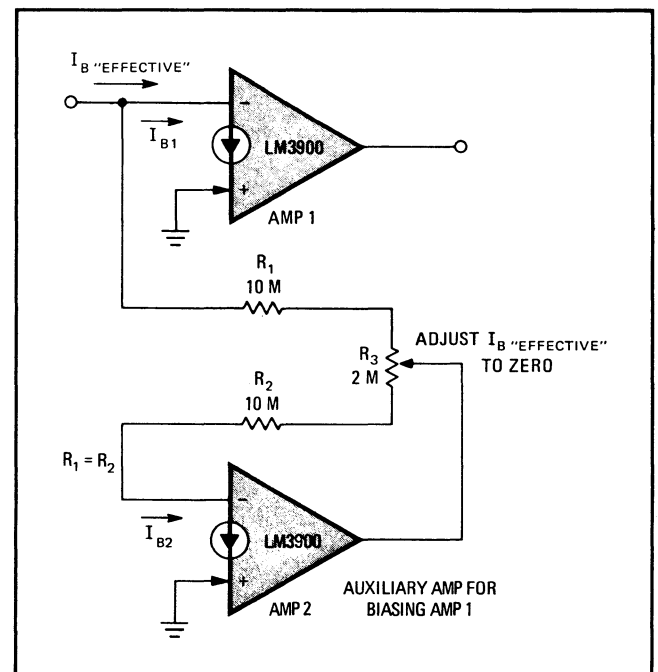 I B "EFFECTIVE"
I B1
−
LM3900
+
AMP 1
R1
10 M
R3
2 M
ADJUST I B "EFFECTIVE"
TO ZERO
R2
10 M
R1 = R2
−
I B2
LM3900
+
AMP 2
AUXILIARY AMP FOR
BIASING AMP 1